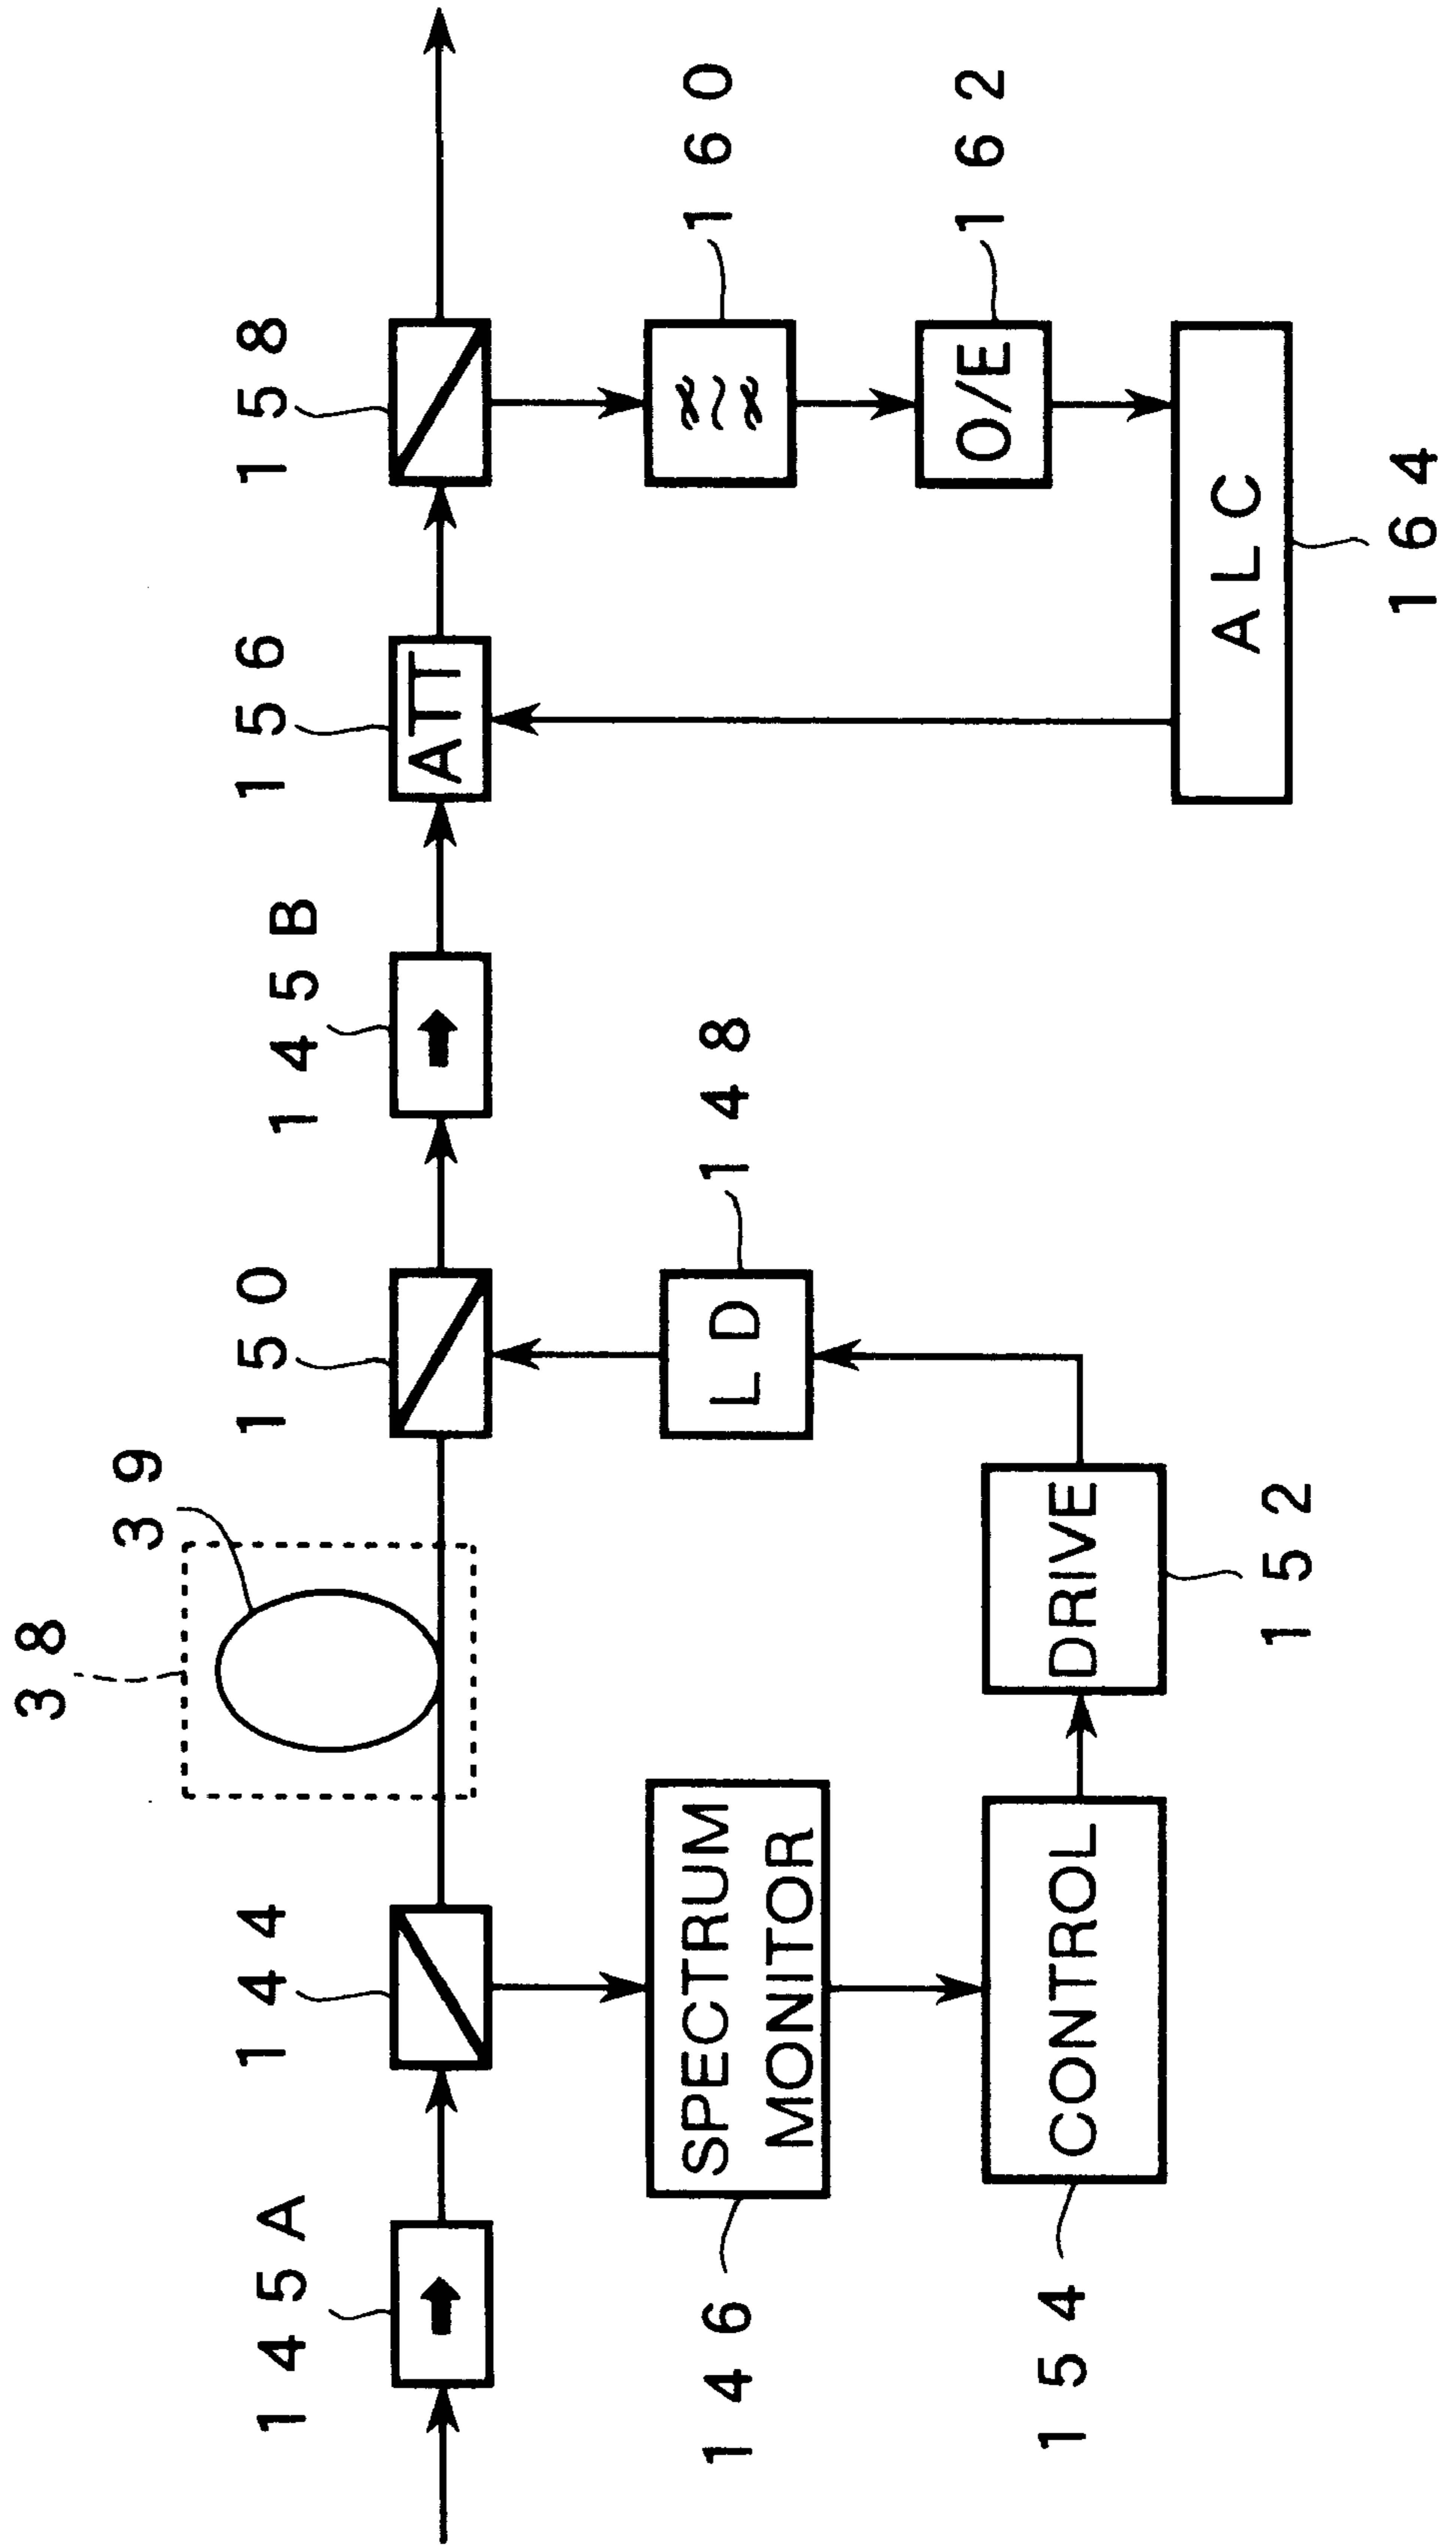 38
39
145A
144
150
145B
156
158
ATT
SPECTRUM
MONITOR
146
LD
148
160
CONTROL
154
DRIVE
152
O/E
162
ALC
164